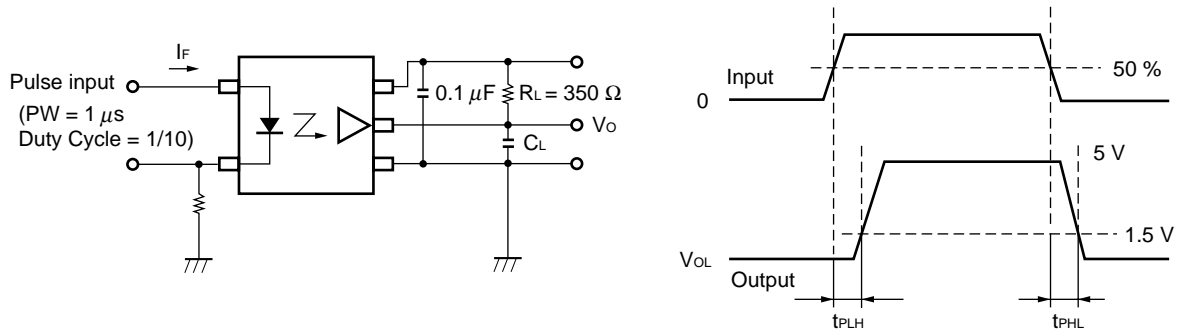 IF
Pulse input
(PW = 1 μs
Duty Cycle = 1/10)
0.1 μF
RL = 350 Ω
VO
CL
Input
50 %
0
5 V
1.5 V
VOL
Output
tPLH
tPHL